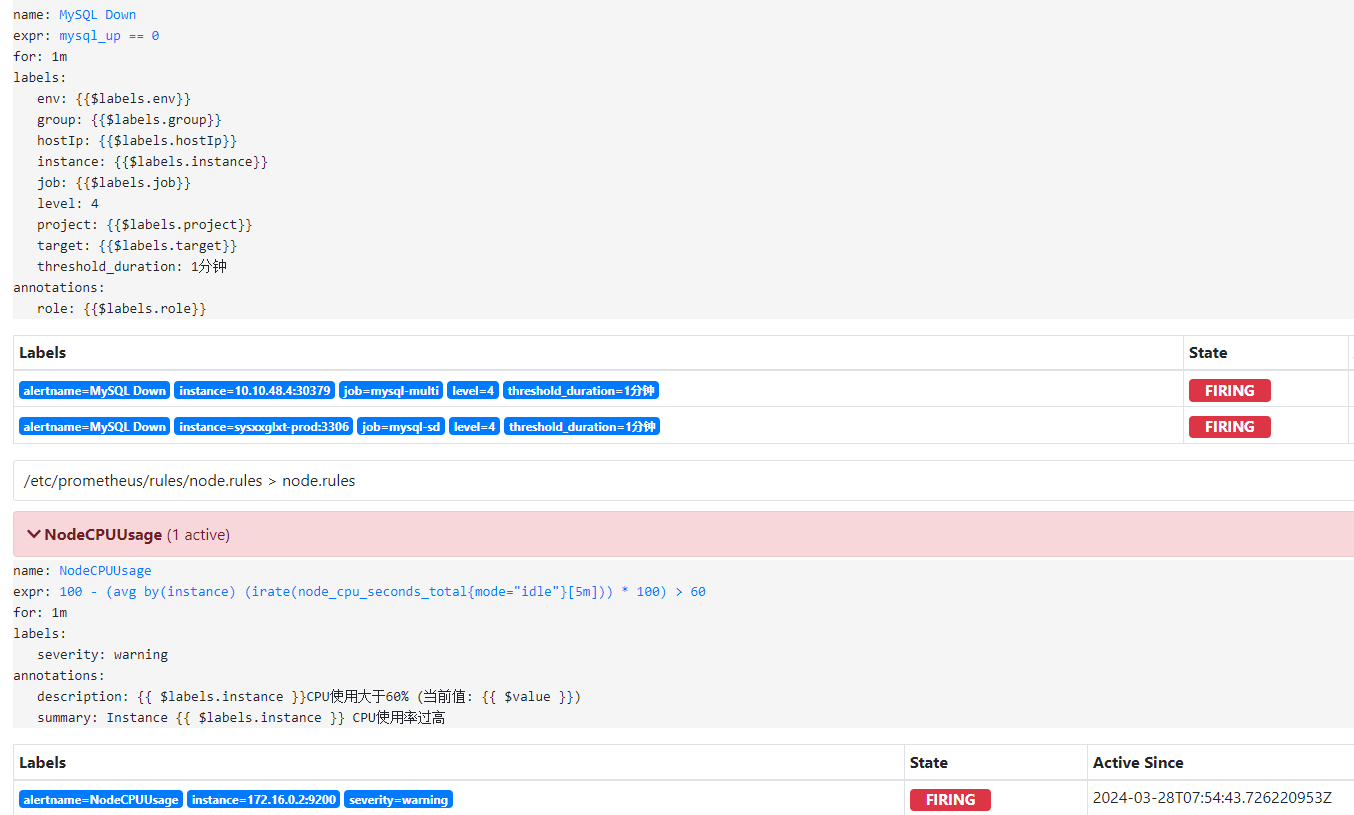 name: MySQL Down
expr: mysql_up == 0
for: 1m
labels:
env: {{$labels.env}}
group: {{$labels.group}}
hostIp: {{$labels.hostIp}}
instance: {{$labels.instance}}
job: {{$labels.job}}
level: 4
project: {{$labels.project}}
target: {{$labels.target}}
threshold_duration: 1分钟
annotations:
role: {{$labels.role}}
Labels State
alertname=MySQL Down instance=10.10.48.4:30379 job=mysql-multi level=4 threshold_duration=1分钟 FIRING
alertname=MySQL Down instance=sysxxglxt-prod:3306 job=mysql-sd level=4 threshold_duration=1分钟 FIRING
/etc/prometheus/rules/node.rules > node.rules
NodeCPUUsage (1 active)
name: NodeCPUUsage
expr: 100 - (avg by(instance) (irate(node_cpu_seconds_total{mode="idle"}[5m])) * 100) > 60
for: 1m
labels:
severity: warning
annotations:
description: {{ $labels.instance }}CPU使用大于60% (当前值: {{ $value }})
summary: Instance {{ $labels.instance }} CPU使用率过高
Labels State Active Since
alertname=NodeCPUUsage instance=172.16.0.2:9200 severity=warning FIRING 2024-03-28T07:54:43.726220953Z